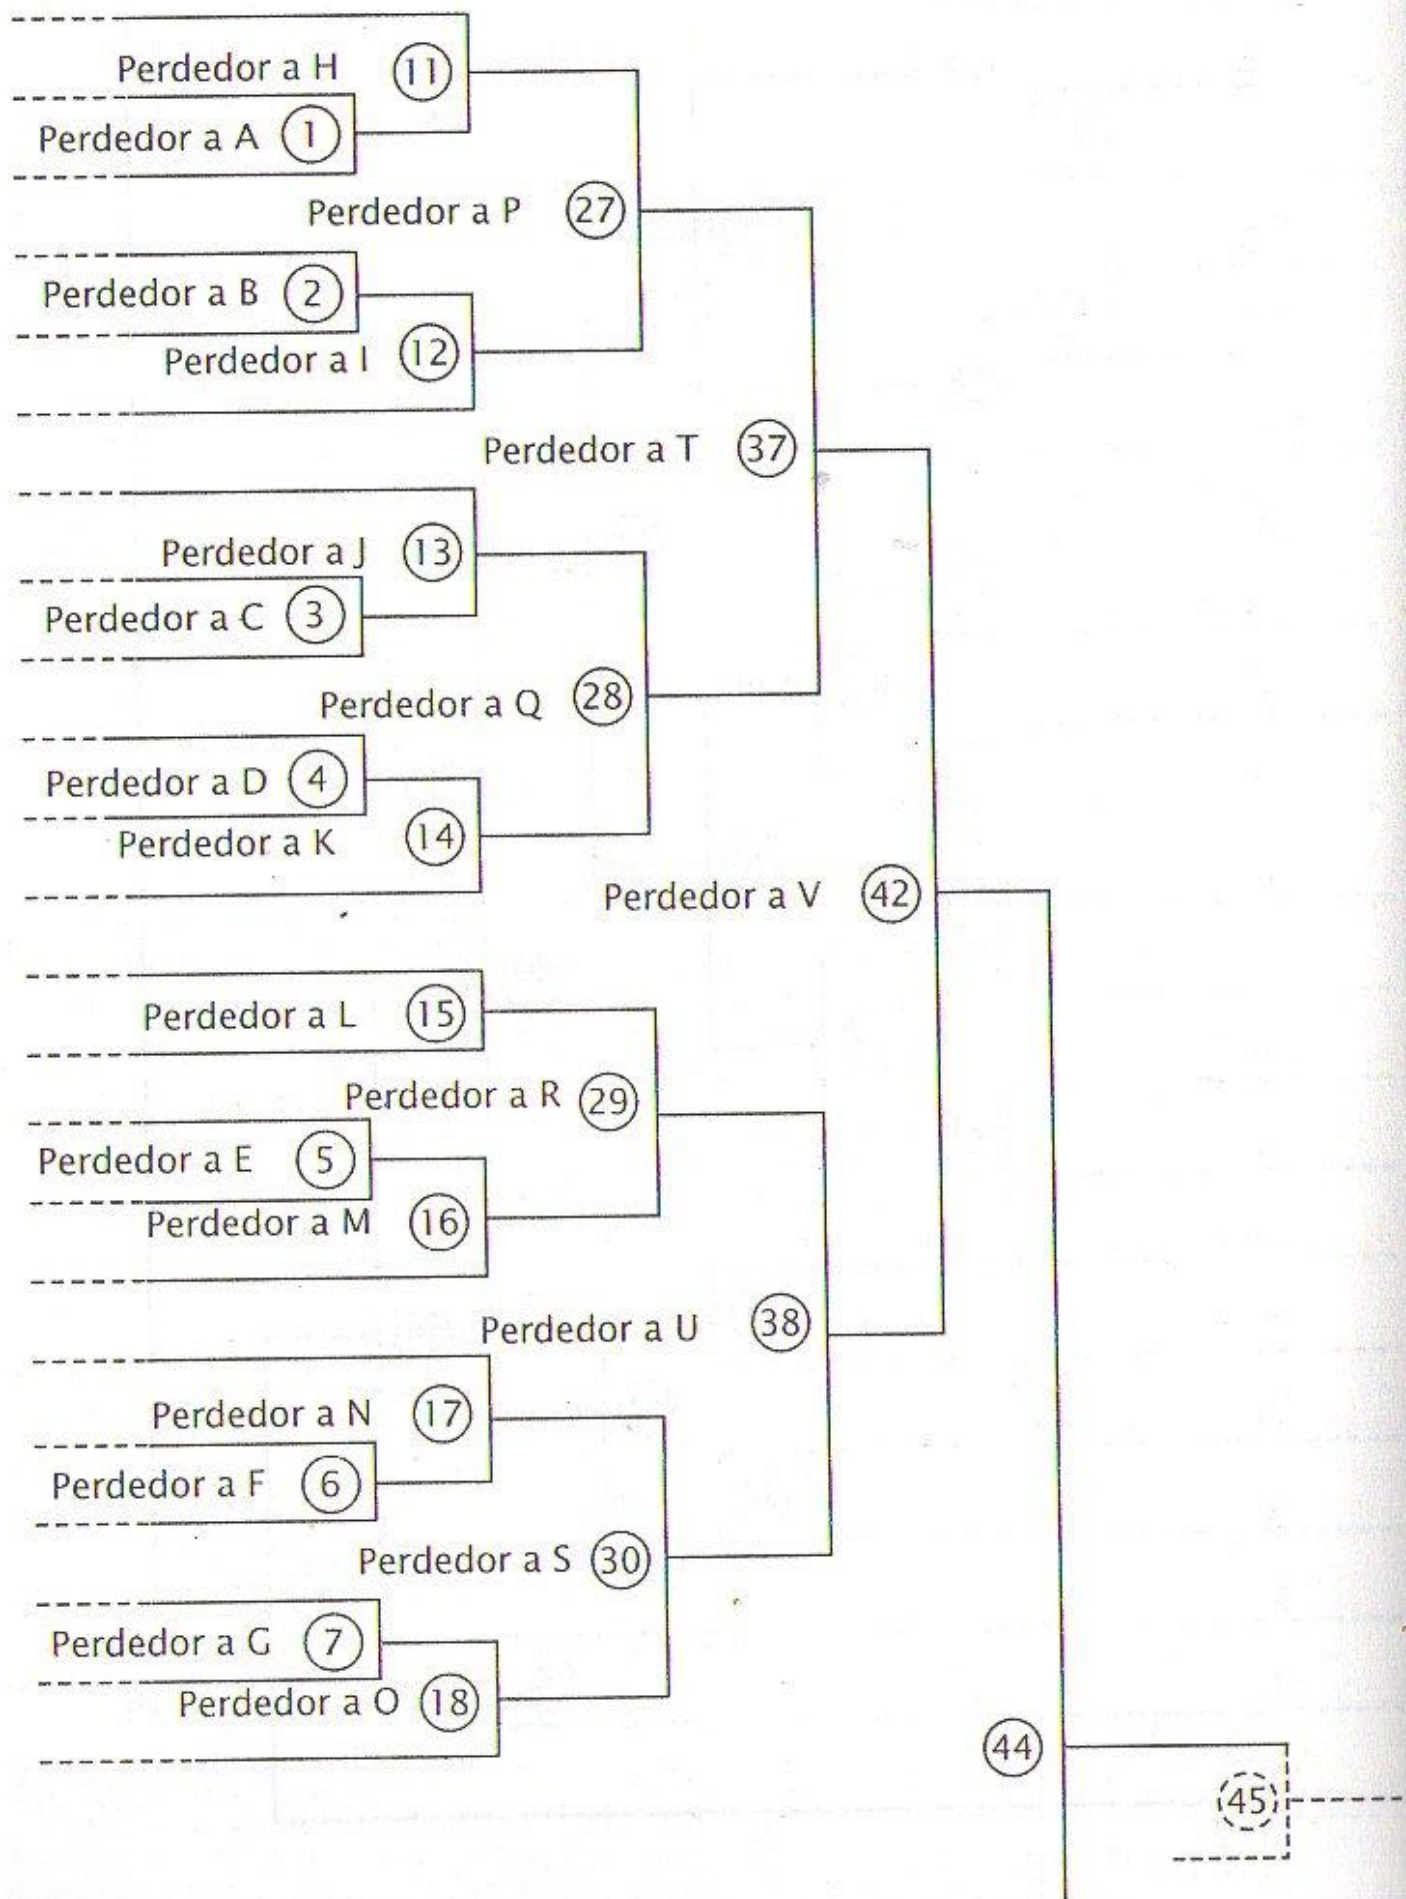 Perdedor a H 11
Perdedor a A 1
Perdedor a P 27
Perdedor a B 2
Perdedor a I 12
Perdedor a T 37
Perdedor a J 13
Perdedor a C 3
Perdedor a Q 28
Perdedor a D 4
Perdedor a K 14
Perdedor a V 42
Perdedor a L 15
Perdedor a R 29
Perdedor a E 5
Perdedor a M 16
Perdedor a U 38
Perdedor a N 17
Perdedor a F 6
Perdedor a S 30
Perdedor a G 7
Perdedor a O 18
44
45